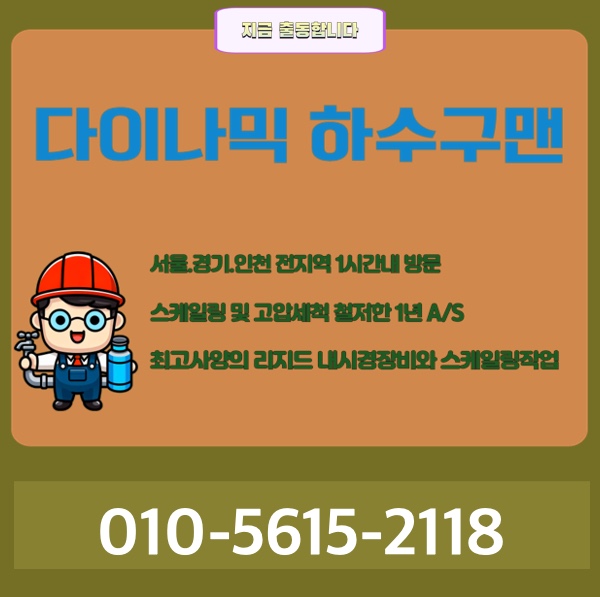 지금 출동합니다
다이나믹 하수구맨
서울.경기.인천 전지역 1시간내 방문
스케일링 및 고압세척 철저한 1년 A/S
최고사양의 리지드 내시경장비와 스케일링작업
010-5615-2118